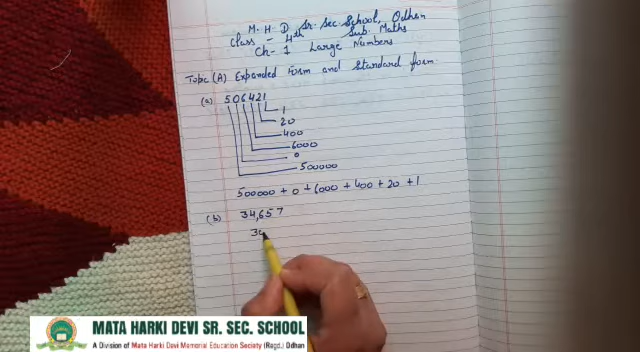 M. H. D Sr. Sec. School, Odhan
Class - 4th Sub. Maths
Ch- 1 Large Numbers
Topic (A) Expanded Form and Standard form
(a) 506421
1
20
400
6000
0
500000
500000 + 0 + 6000 + 400 + 20 + 1
(b) 34,657
30
MATA HARKI DEVI SR. SEC. SCHOOL
A Division of Mata Harki Devi Memorial Education Society (Regd.) Odhan